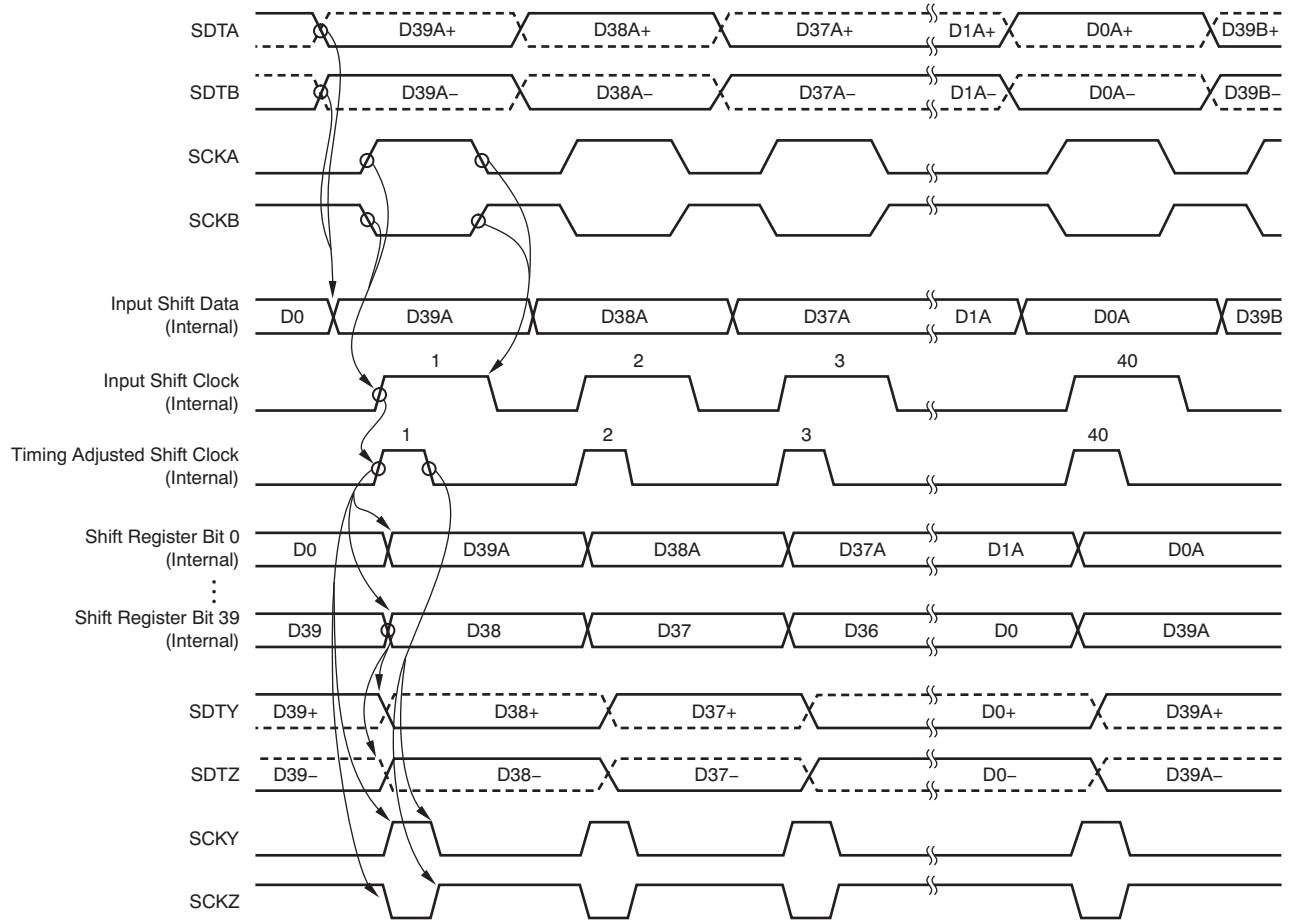 SDTA D39A+ D38A+ D37A+ D1A+ D0A+ D39B+
SDTB D39A− D38A− D37A− D1A− D0A− D39B−
SCKA
SCKB
Input Shift Data
(Internal) D0 D39A D38A D37A D1A D0A D39B
1 2 3 40
Input Shift Clock
(Internal)
1 2 3 40
Timing Adjusted Shift Clock
(Internal)
Shift Register Bit 0
(Internal) D0 D39A D38A D37A D1A D0A
Shift Register Bit 39
(Internal) D39 D38 D37 D36 D0 D39A
SDTY D39+ D38+ D37+ D0+ D39A+
SDTZ D39− D38− D37− D0− D39A−
SCKY
SCKZ